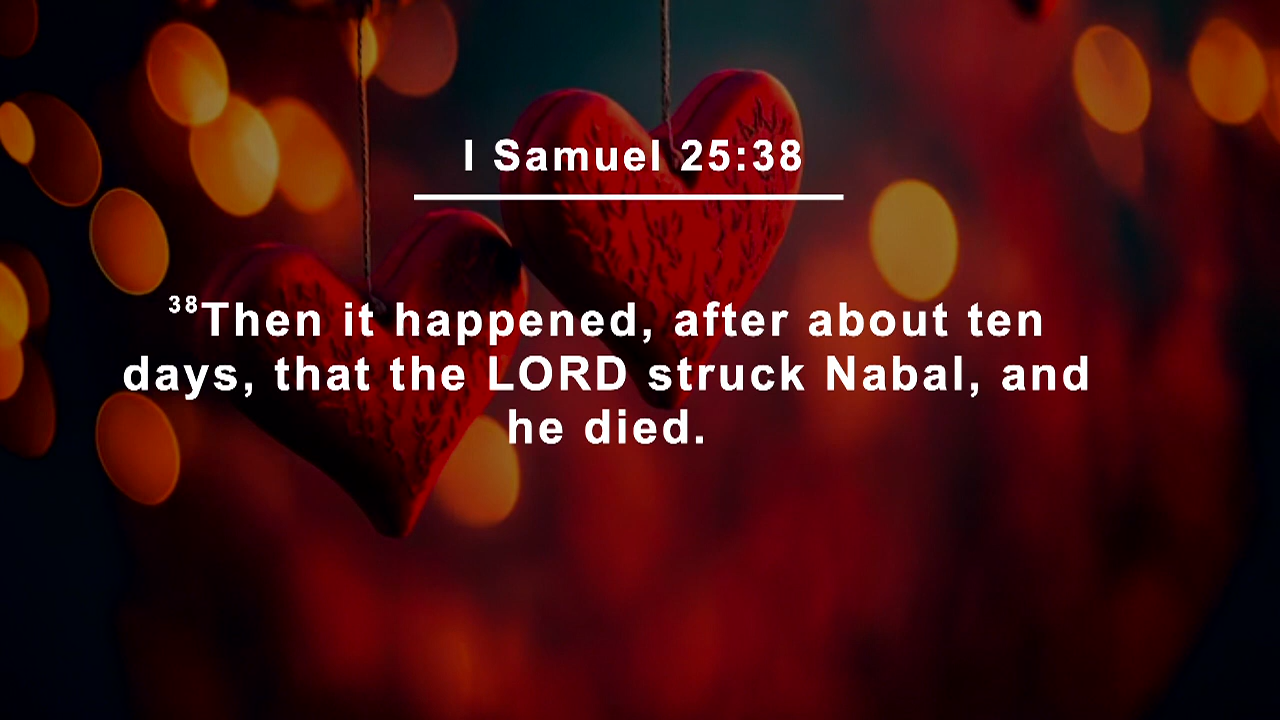 I Samuel 25:38
38Then it happened, after about ten
days, that the LORD struck Nabal, and
he died.